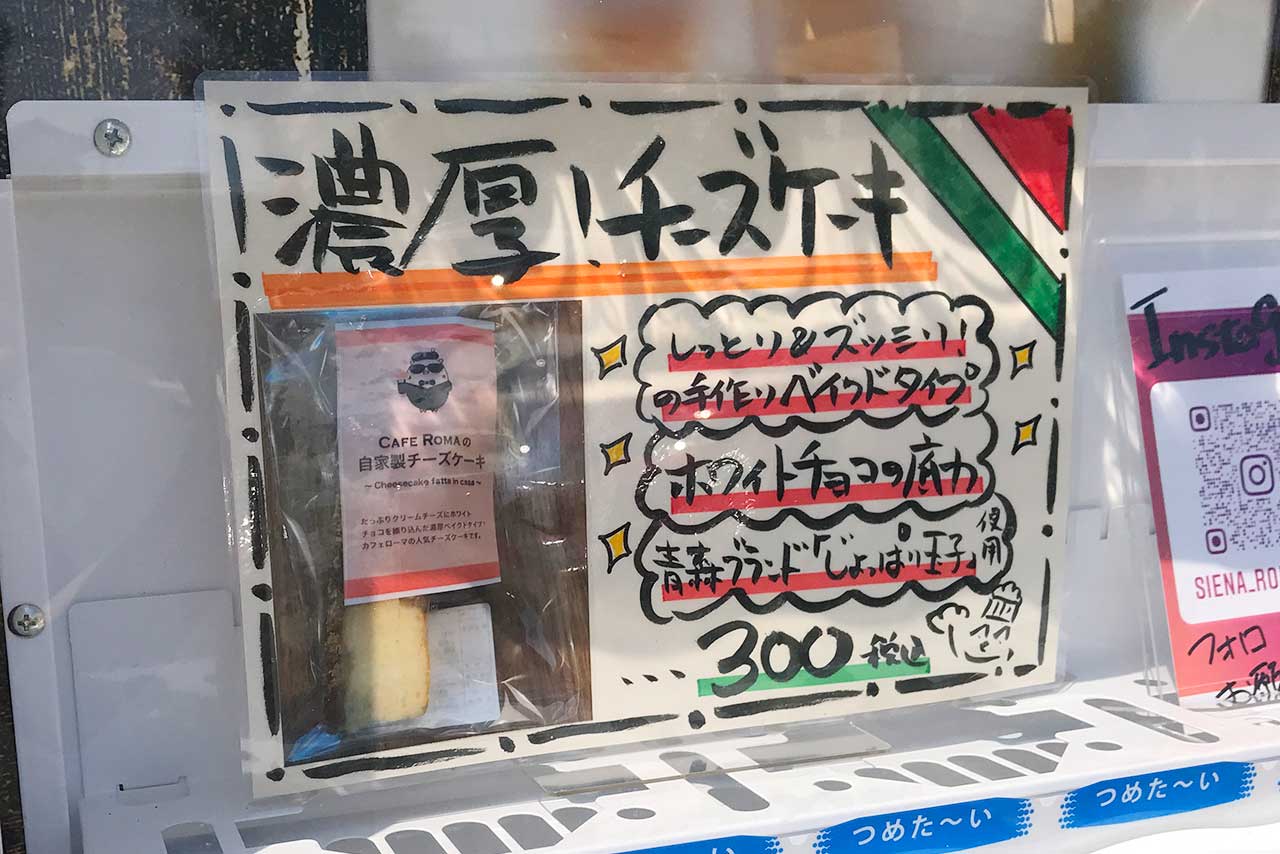 濃厚!チーズケーキ
CAFE ROMAの
自家製チーズケーキ
～Cheesecake fatta in casa～
たっぷりクリームチーズにホワイト
チョコを練り込んだ濃厚ベイクドタイプ!
カフェローマの人気チーズケーキです。
しっとり&ズッシリ!
の手作りベイクドタイプ
ホワイトチョコの底力
青森ブランド「じょっぱり玉子」使用
300税込
SIENA_RO
フォロ
お願
つめた〜い
つめた〜い
い